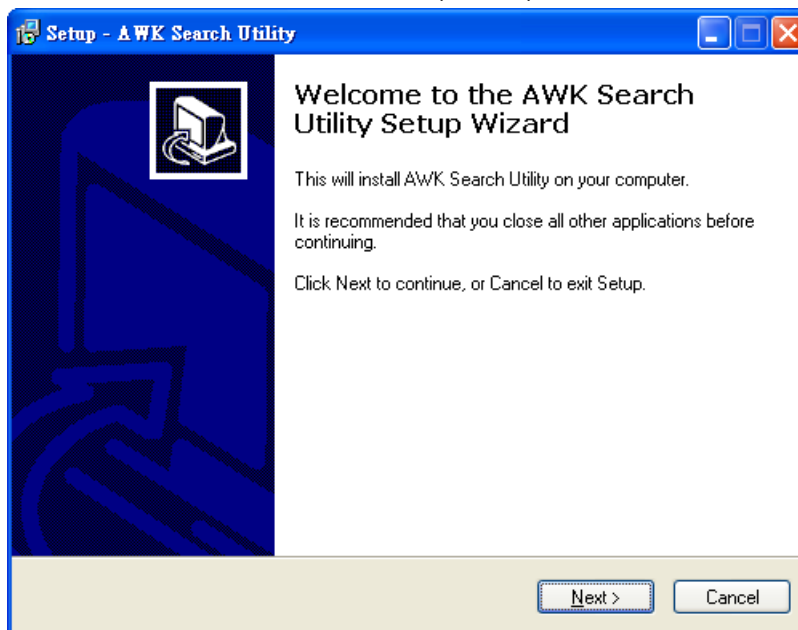 Setup - AWK Search Utility
Welcome to the AWK Search
Utility Setup Wizard
This will install AWK Search Utility on your computer.
It is recommended that you close all other applications before
continuing.
Click Next to continue, or Cancel to exit Setup.
Next > Cancel